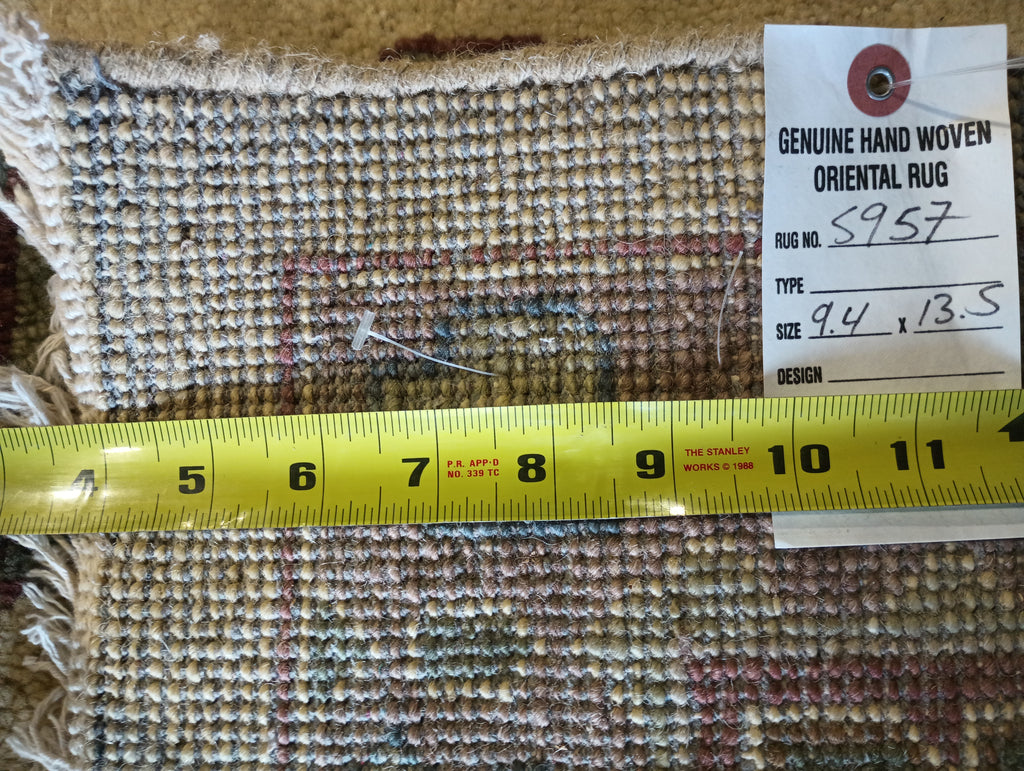 GENUINE HAND WOVEN
ORIENTAL RUG
RUG NO. 5957
TYPE
SIZE 9.4 X 13.5
DESIGN
4 5 6 7 8 9 10 11
P.R. APP'D
NO. 339 TC
THE STANLEY
WORKS © 1988